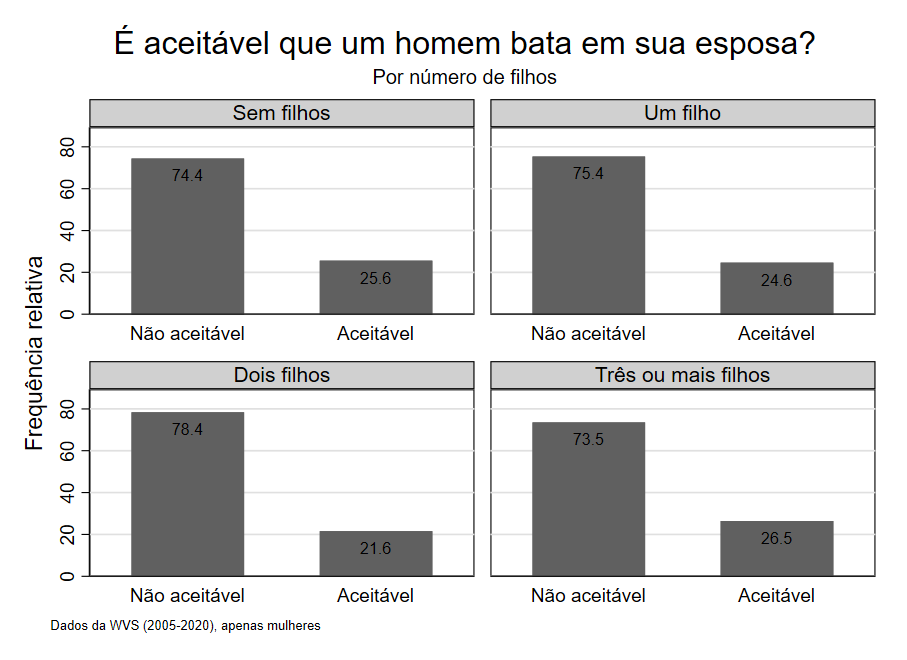 É aceitável que um homem bata em sua esposa?
Por número de filhos
Frequência relativa
Sem filhos
80
60
40
20
0
74.4
25.6
Não aceitável
Aceitável
Um filho
75.4
24.6
Não aceitável
Aceitável
Dois filhos
80
60
40
20
0
78.4
21.6
Não aceitável
Aceitável
Três ou mais filhos
73.5
26.5
Não aceitável
Aceitável
Dados da WVS (2005-2020), apenas mulheres